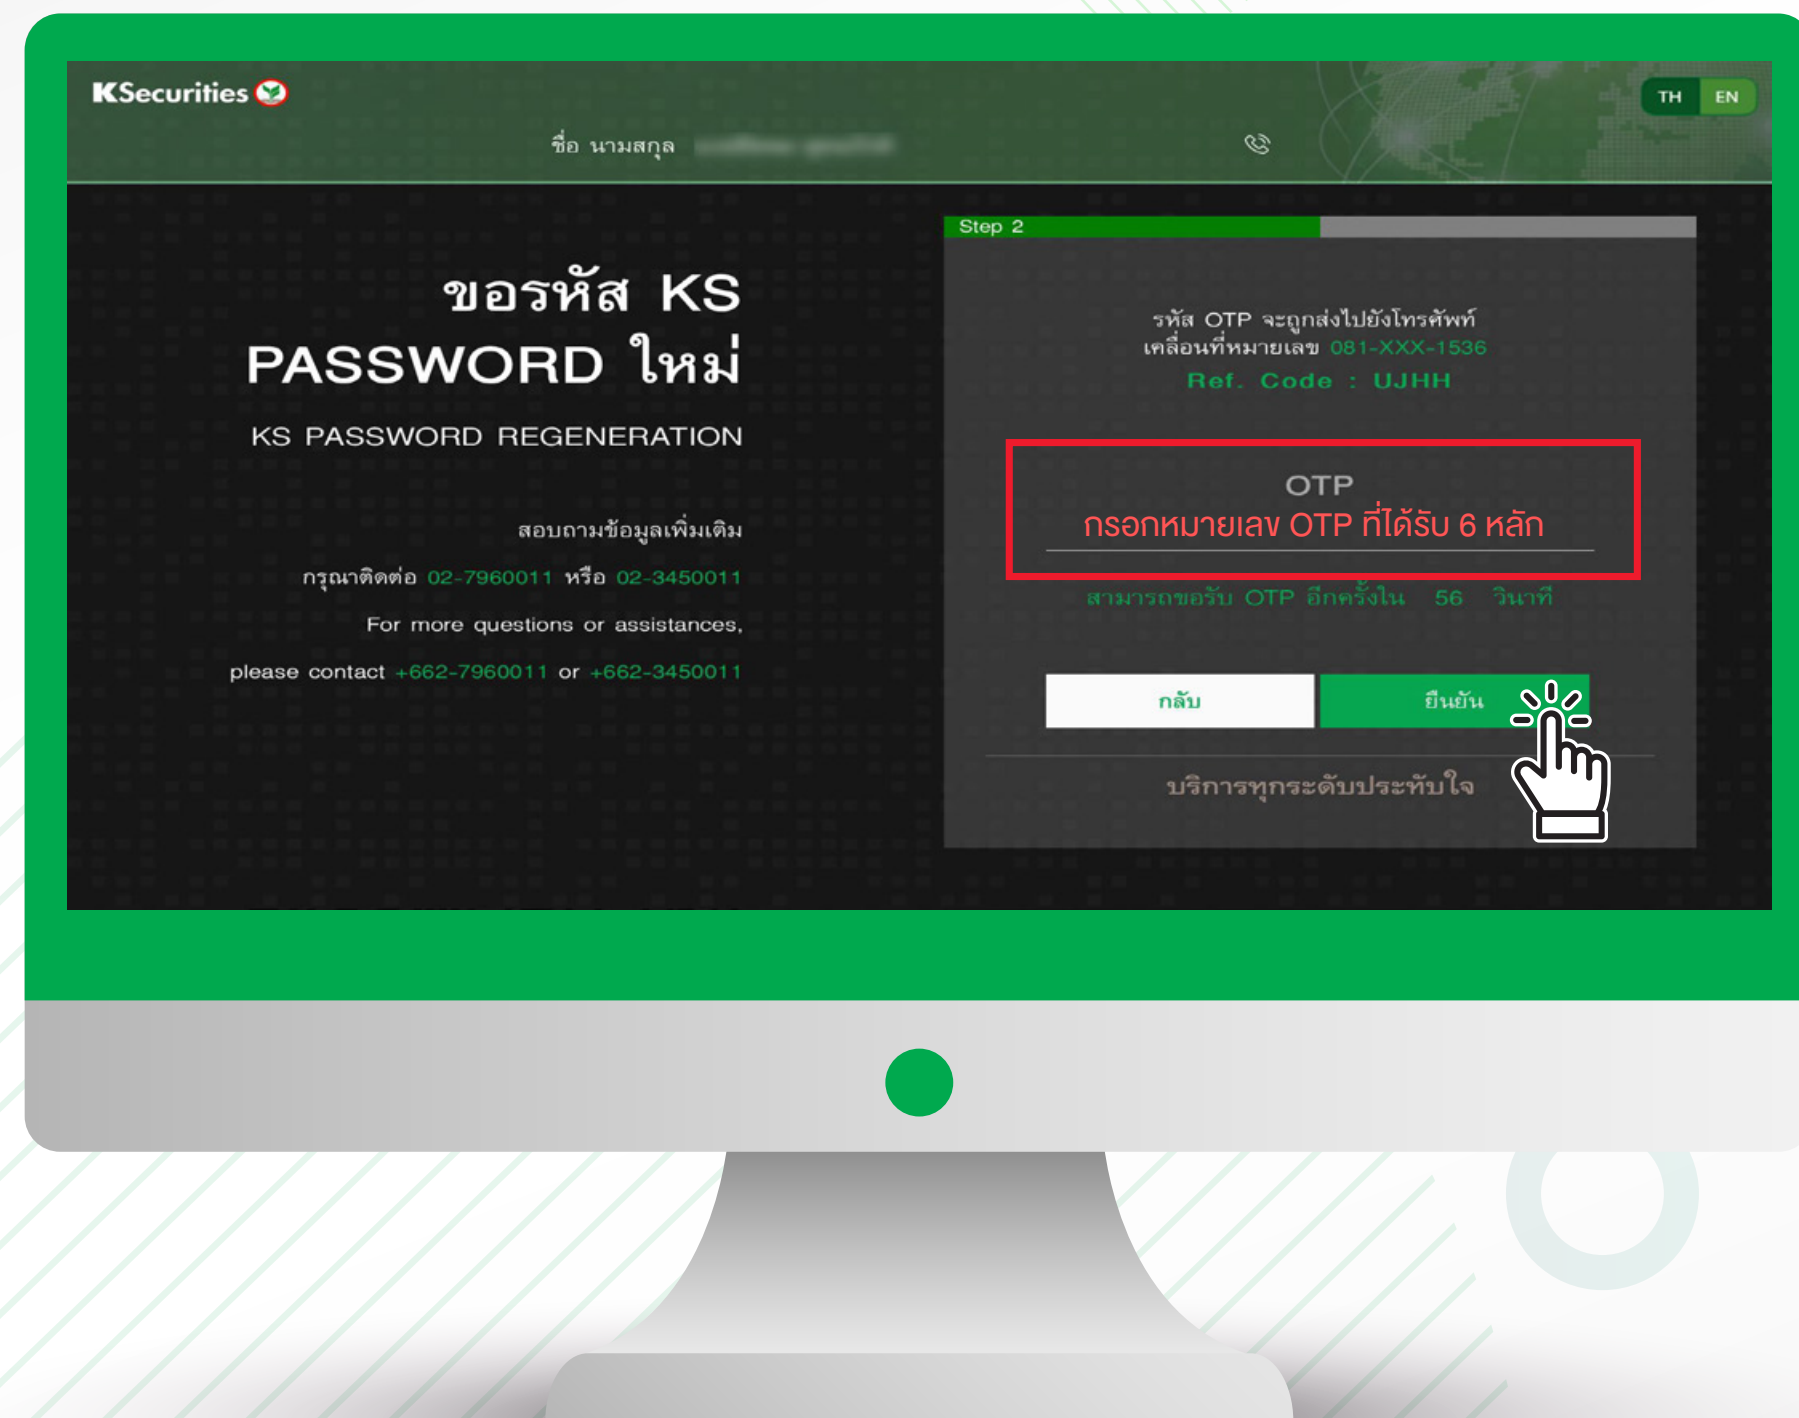 KSecurities
TH EN
ชื่อ นามสกุล
ขอรหัส KS
PASSWORD ใหม่
KS PASSWORD REGENERATION
สอบถามข้อมูลเพิ่มเติม
กรุณาติดต่อ 02-7960011 หรือ 02-3450011
For more questions or assistances,
please contact +662-7960011 or +662-3450011
Step 2
รหัส OTP จะถูกส่งไปยังโทรศัพท์
เคลื่อนที่หมายเลข 081-XXX-1536
Ref. Code : UJHH
OTP
กรอกหมายเลข OTP ที่ได้รับ 6 หลัก
สามารถขอรับ OTP อีกครั้งใน 56 วินาที
กลับ
ยืนยัน
บริการทุกระดับประทับใจ